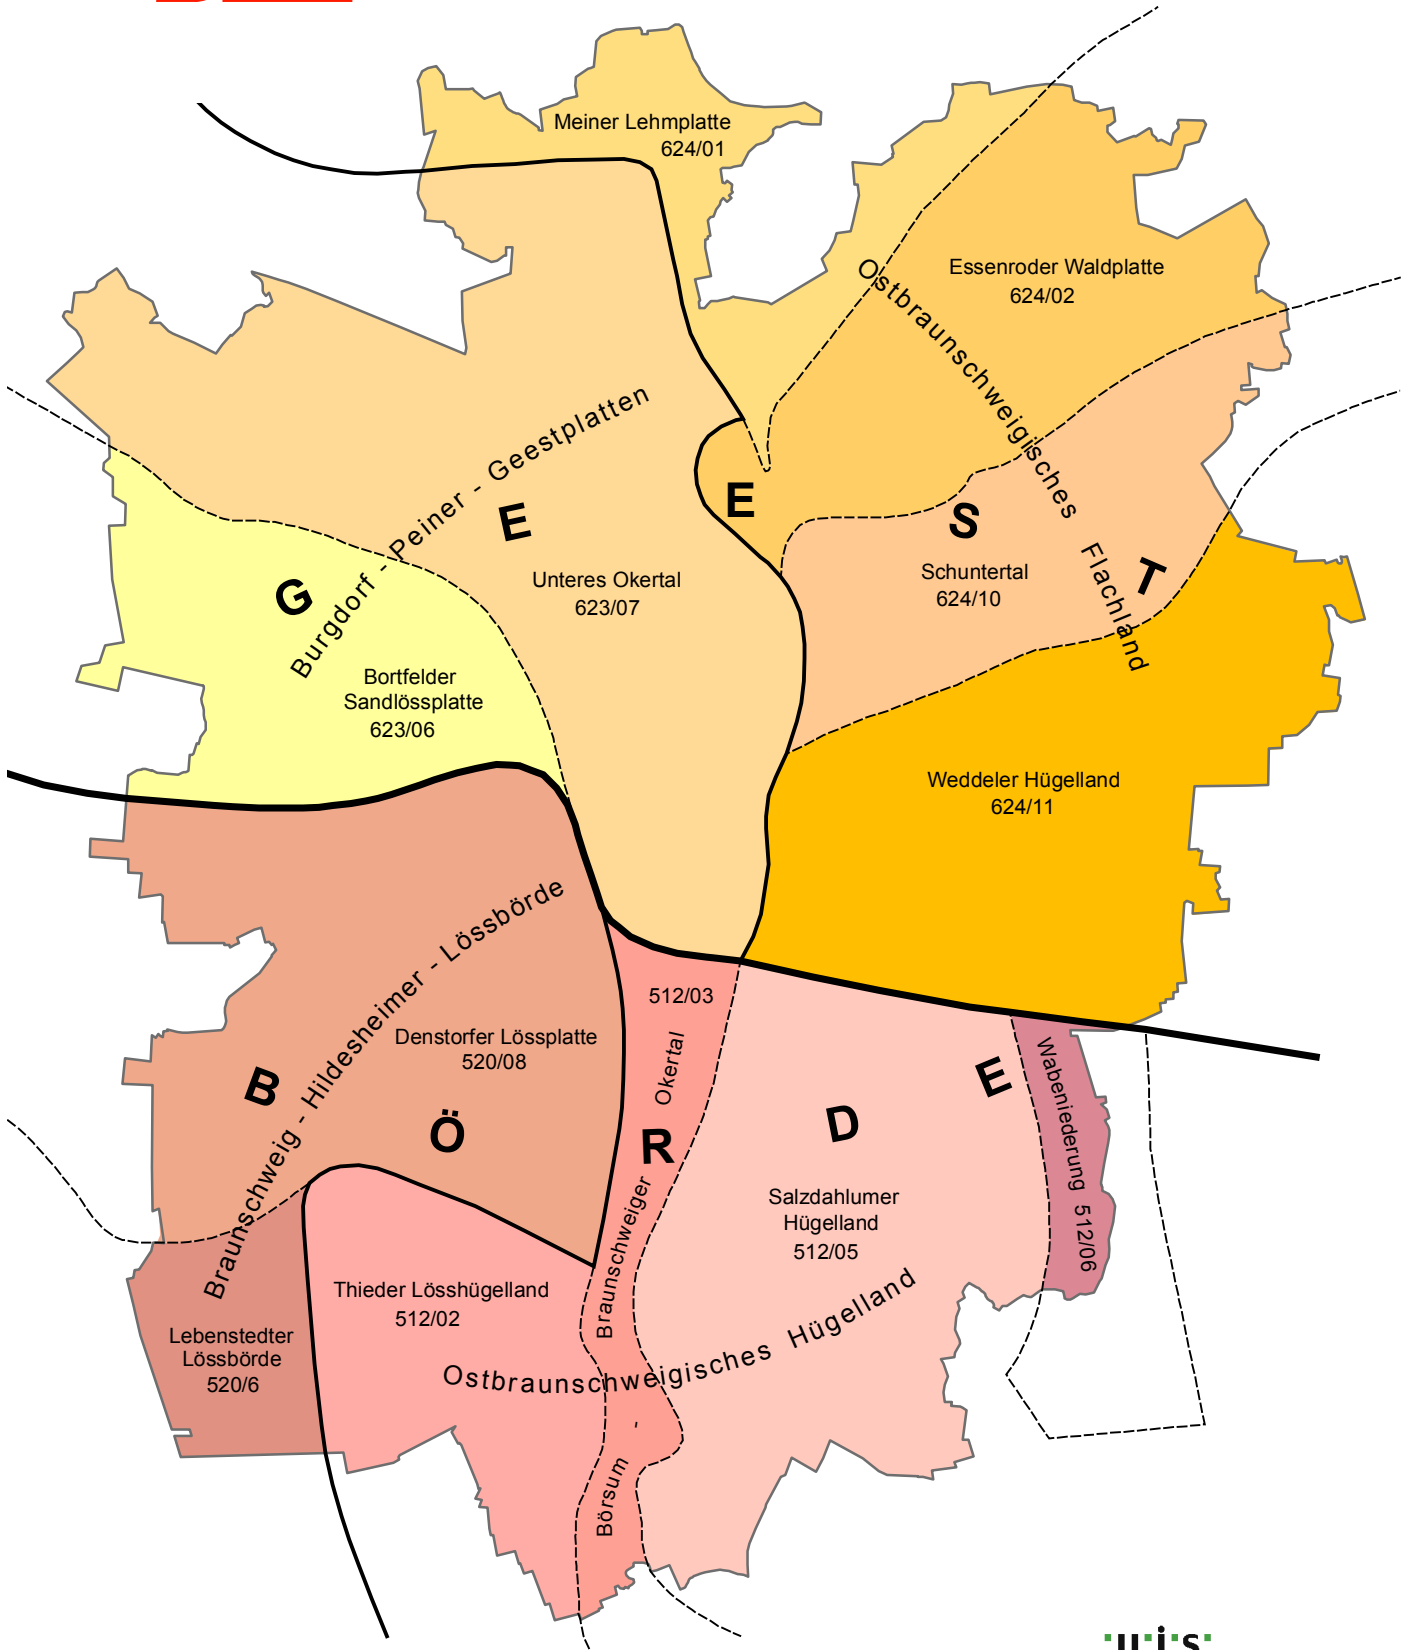 Meiner Lehmplatte
624/01
Essenroder Waldplatte
624/02
Ostbraunschweigisches Flachland
Burgdorf - Peiner - Geestplatten
G E E S T
Unteres Okertal
623/07
Schuntertal
624/10
Bortfelder
Sandlössplatte
623/06
Weddeler Hügelland
624/11
Braunschweig - Hildesheimer - Lössbörde
512/03
Denstorfer Lössplatte
520/08
B Ö R D E
Börsum - Braunschweiger Okertal
Wabeniederung 512/06
Salzdahlumer
Hügelland
512/05
Thieder Lösshügelland
512/02
Lebenstedter
Lössbörde
520/6
Ostbraunschweigisches Hügelland
u·i·s